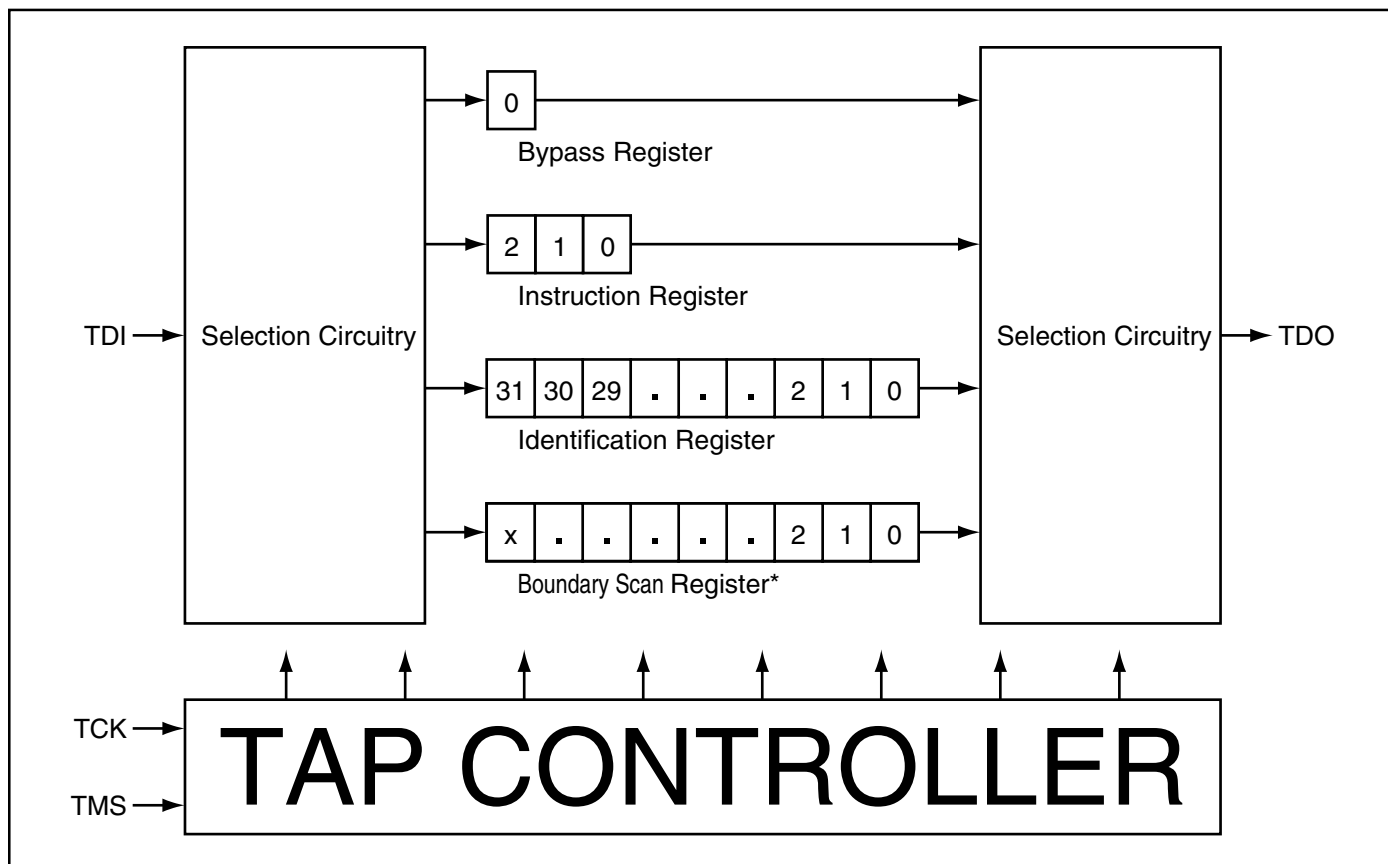 0
Bypass Register
2 1 0
Instruction Register
TDI
Selection Circuitry
Selection Circuitry
TDO
31 30 29 . . . 2 1 0
Identification Register
x . . . . . 2 1 0
Boundary Scan Register*
TCK
TMS
TAP CONTROLLER